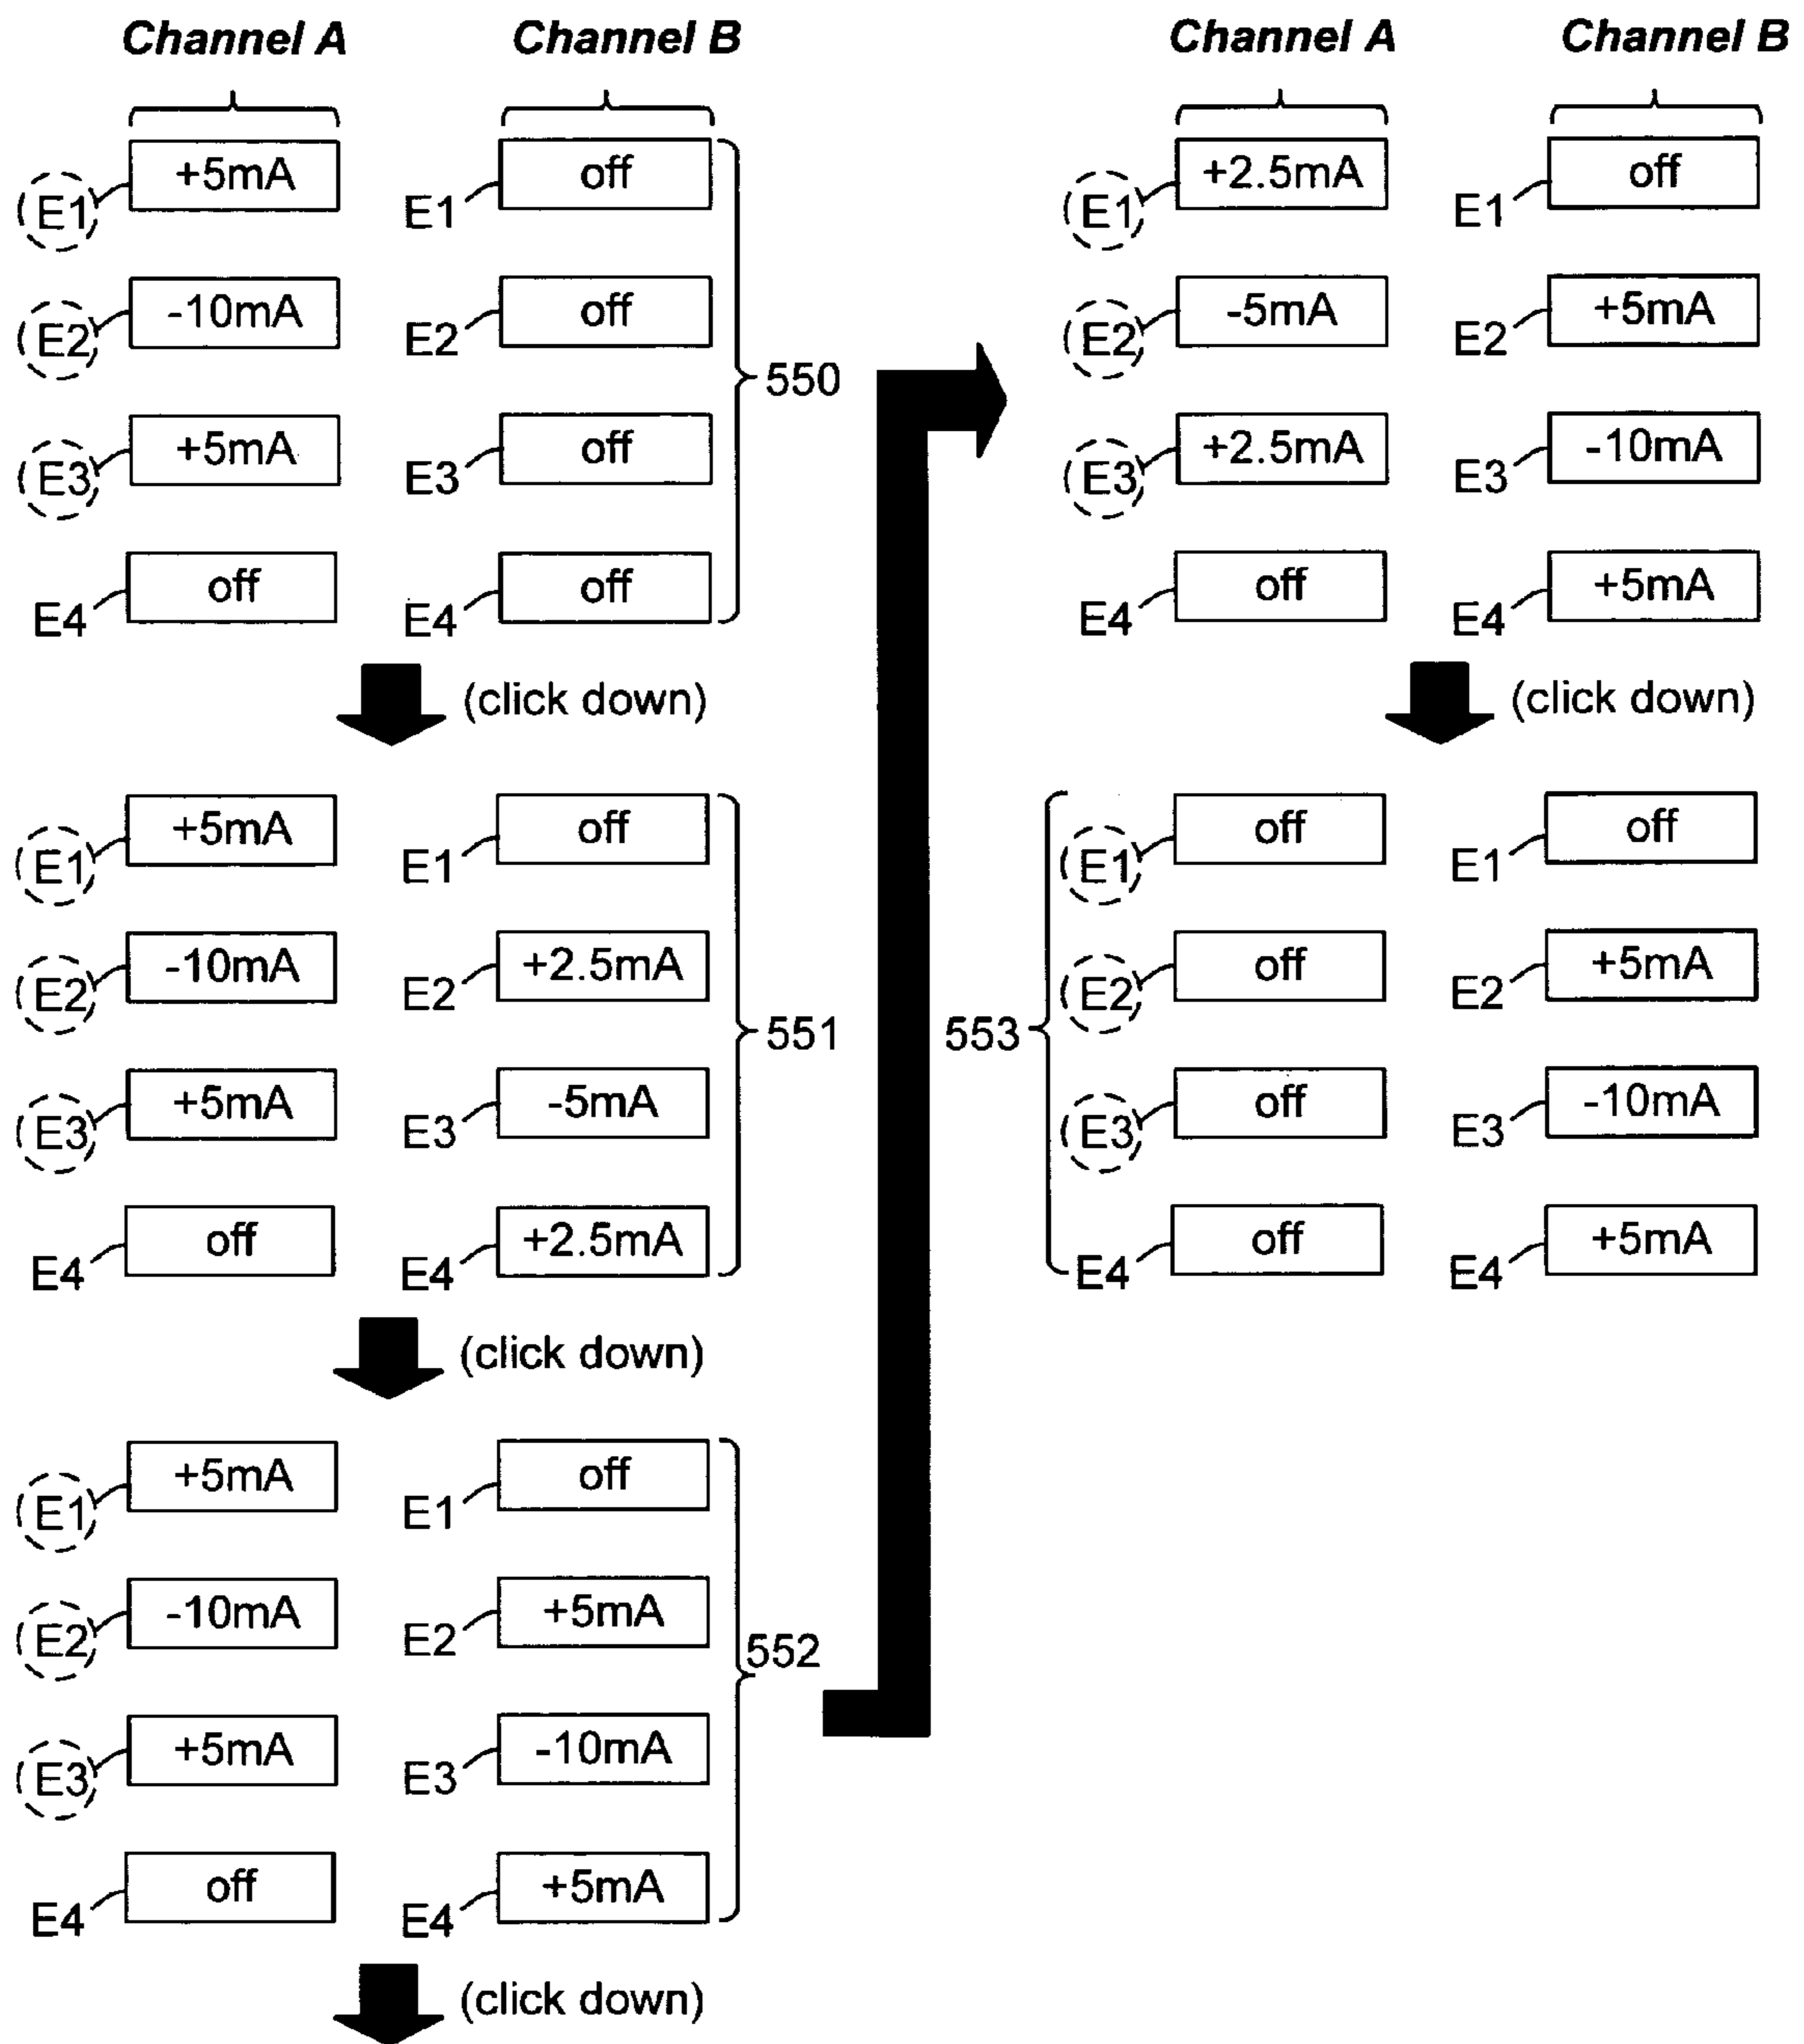 Channel A Channel B
E1 +5mA E1 off
E2 -10mA E2 off
E3 +5mA E3 off
E4 off E4 off
550
(click down)
E1 +5mA E1 off
E2 -10mA E2 +2.5mA
E3 +5mA E3 -5mA
E4 off E4 +2.5mA
551
(click down)
E1 +5mA E1 off
E2 -10mA E2 +5mA
E3 +5mA E3 -10mA
E4 off E4 +5mA
552
(click down)
Channel A Channel B
E1 +2.5mA E1 off
E2 -5mA E2 +5mA
E3 +2.5mA E3 -10mA
E4 off E4 +5mA
(click down)
553
E1 off E1 off
E2 off E2 +5mA
E3 off E3 -10mA
E4 off E4 +5mA